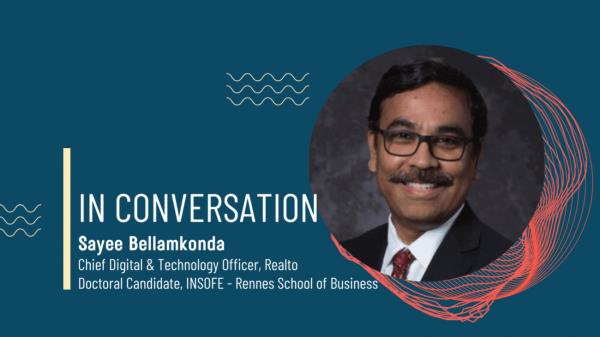 IN CONVERSATION
Sayee Bellamkonda
Chief Digital & Technology Officer, Realto
Doctoral Candidate, INSOFE - Rennes School of Business